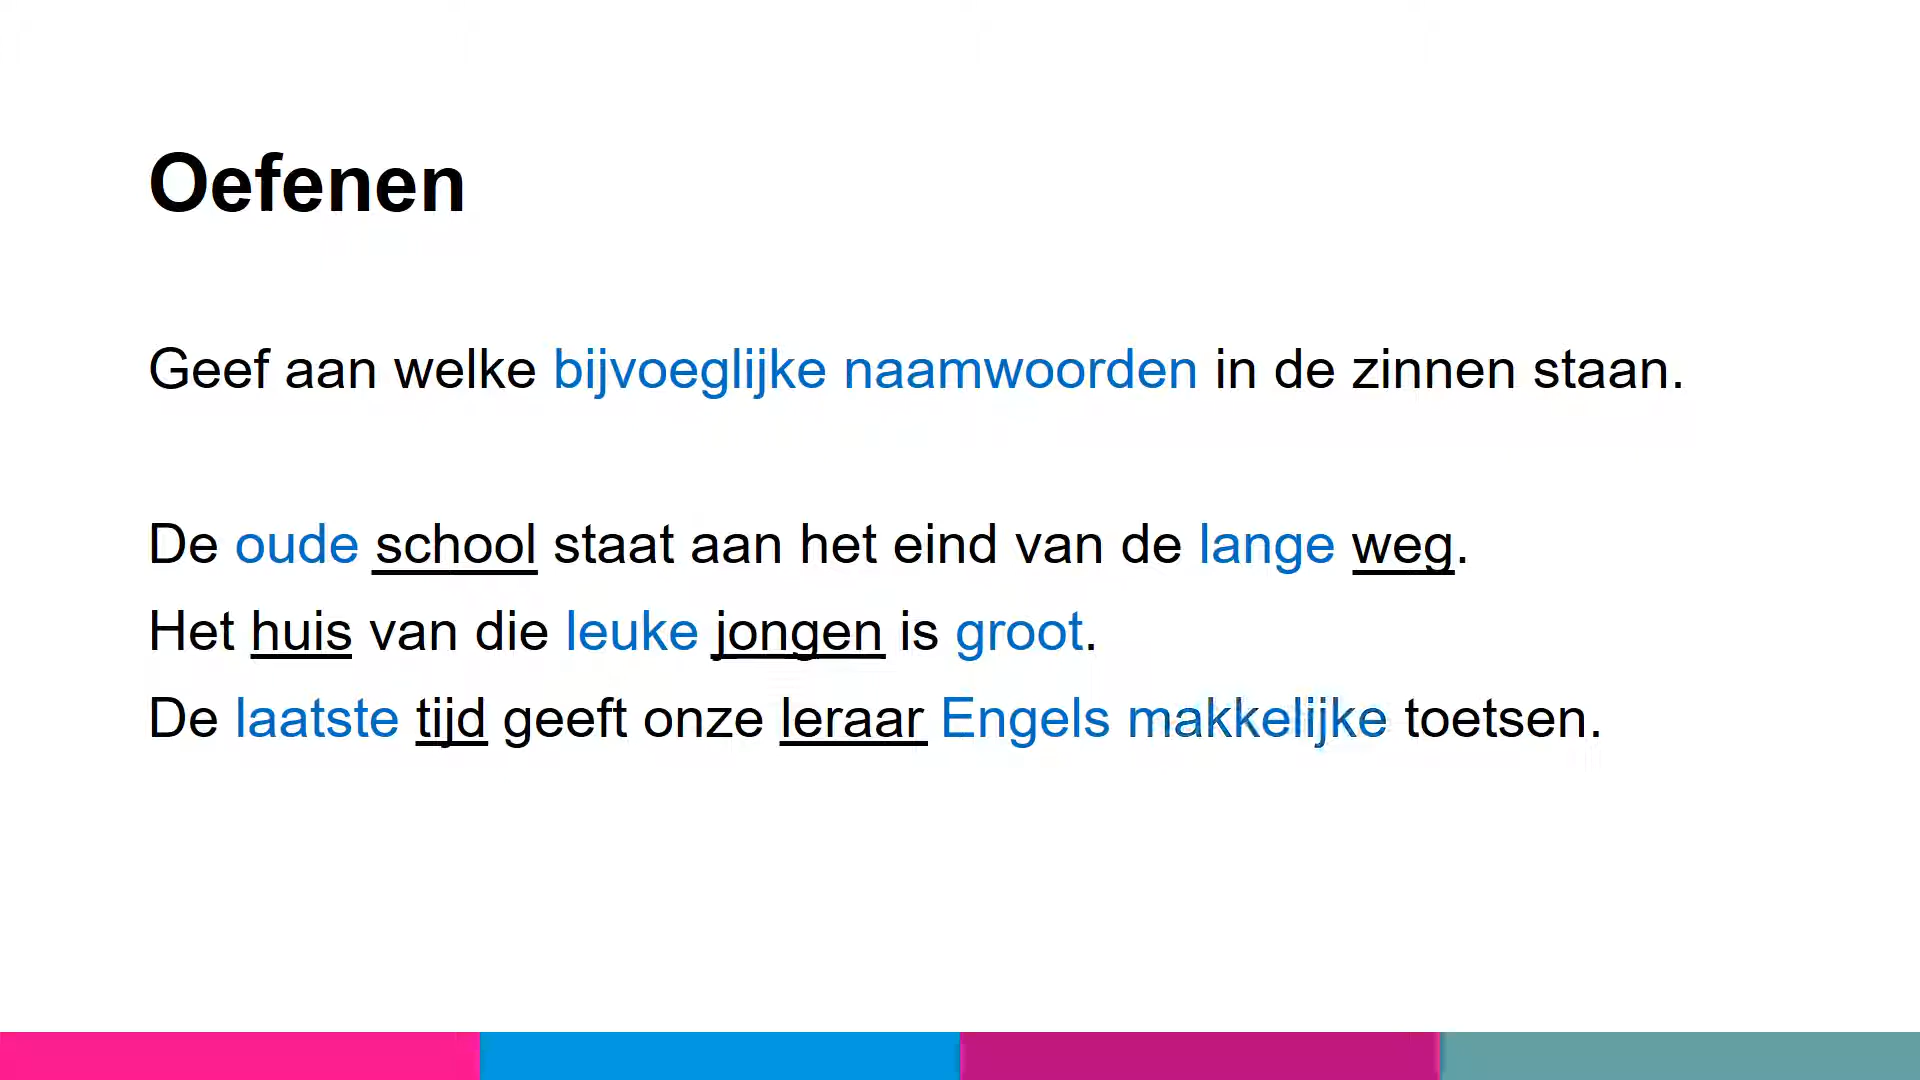 Oefenen
Geef aan welke bijvoeglijke naamwoorden in de zinnen staan.
De oude school staat aan het eind van de lange weg.
Het huis van die leuke jongen is groot.
De laatste tijd geeft onze leraar Engels makkelijke toetsen.